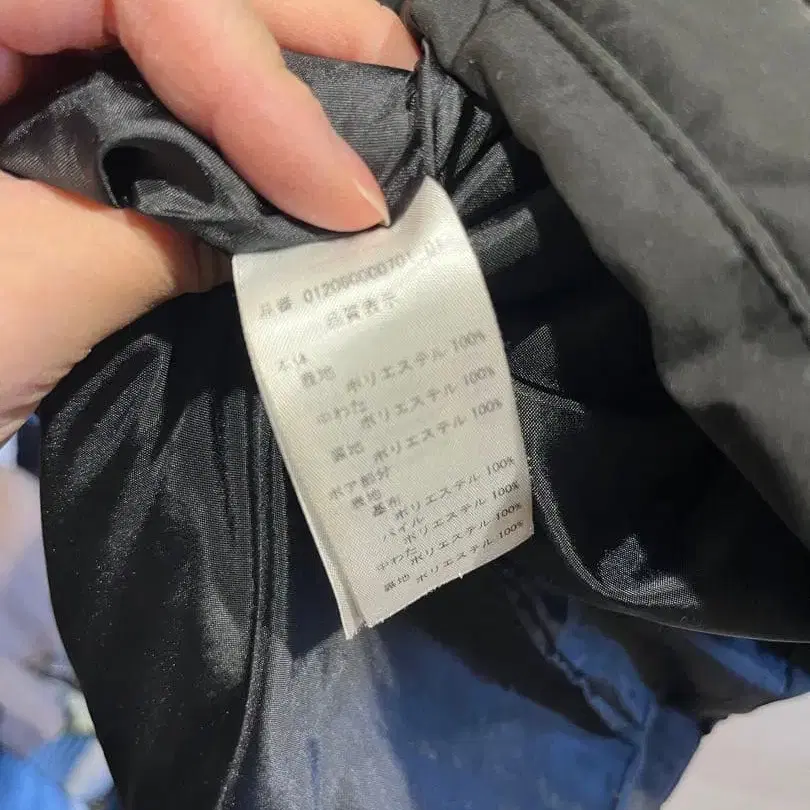 品番 012080000701 01
品質表示
本体
表地 ポリエステル 100%
中わた ポリエステル 100%
裏地 ポリエステル 100%
ボア部分
表地
基布 ポリエステル 100%
パイル ポリエステル 100%
中わた ポリエステル 100%
裏地 ポリエステル 100%